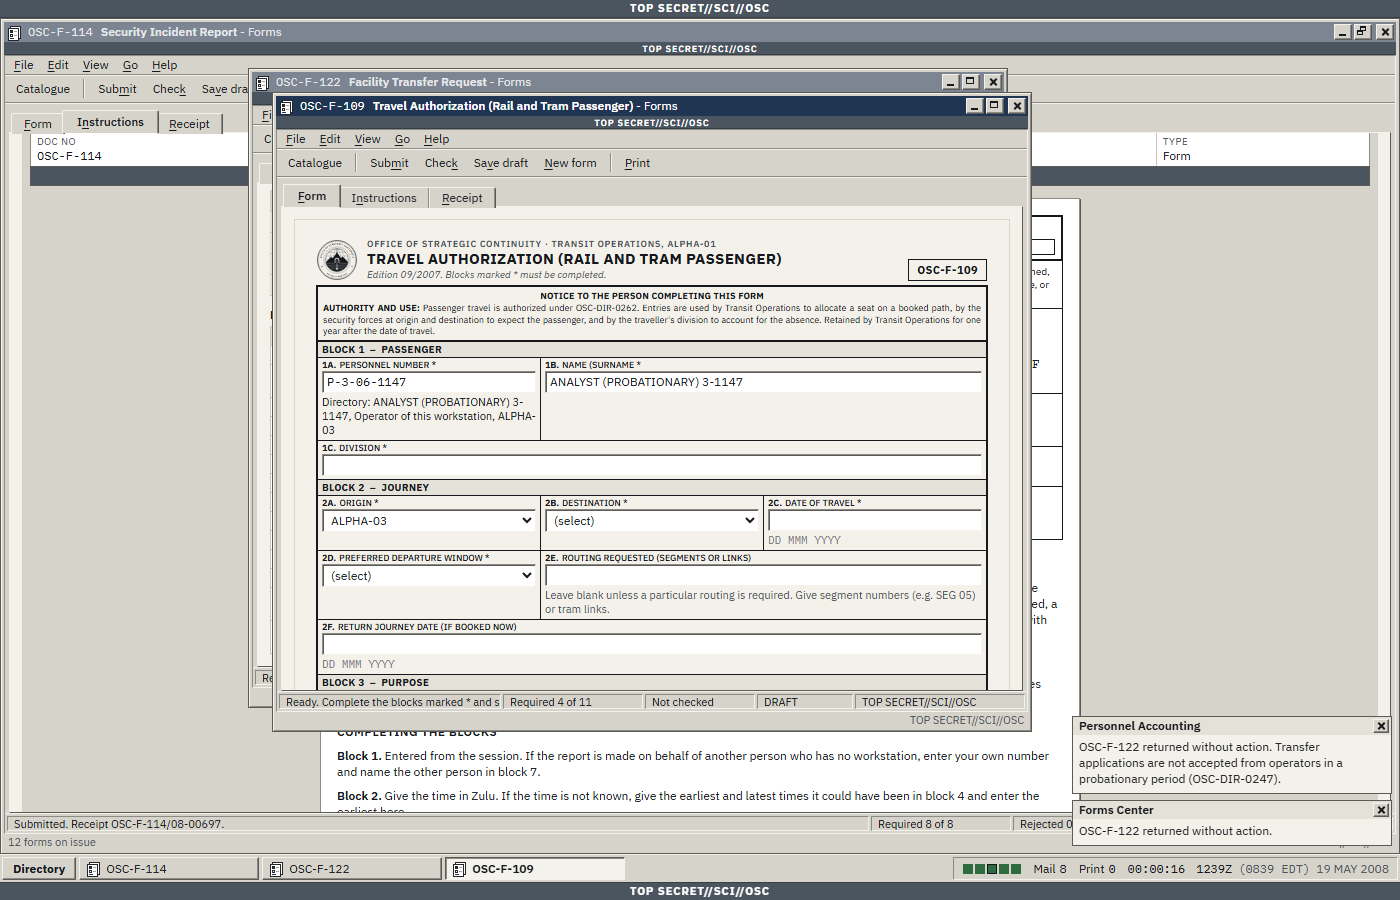 TOP SECRET//SCI//OSC
OSC-F-114 Security Incident Report - Forms
TOP SECRET//SCI//OSC
File Edit View Go Help
Catalogue Submit Check Save dra
Form Instructions Receipt
DOC NO
OSC-F-114
TYPE
Form
OSC-F-122 Facility Transfer Request - Forms
OSC-F-109 Travel Authorization (Rail and Tram Passenger) - Forms
TOP SECRET//SCI//OSC
File Edit View Go Help
Catalogue Submit Check Save draft New form Print
Form Instructions Receipt
OFFICE OF STRATEGIC CONTINUITY · TRANSIT OPERATIONS, ALPHA-01
TRAVEL AUTHORIZATION (RAIL AND TRAM PASSENGER)
Edition 09/2007. Blocks marked * must be completed.
OSC-F-109
NOTICE TO THE PERSON COMPLETING THIS FORM
AUTHORITY AND USE: Passenger travel is authorized under OSC-DIR-0262. Entries are used by Transit Operations to allocate a seat on a booked path, by the
security forces at origin and destination to expect the passenger, and by the traveller's division to account for the absence. Retained by Transit Operations for one
year after the date of travel.
BLOCK 1 – PASSENGER
1A. PERSONNEL NUMBER *
P-3-06-1147
Directory: ANALYST (PROBATIONARY) 3-
1147, Operator of this workstation, ALPHA-
03
1B. NAME (SURNAME *
ANALYST (PROBATIONARY) 3-1147
1C. DIVISION *
BLOCK 2 – JOURNEY
2A. ORIGIN *
ALPHA-03
2B. DESTINATION *
(select)
2C. DATE OF TRAVEL *
DD MMM YYYY
2D. PREFERRED DEPARTURE WINDOW *
(select)
2E. ROUTING REQUESTED (SEGMENTS OR LINKS)
Leave blank unless a particular routing is required. Give segment numbers (e.g. SEG 05)
or tram links.
2F. RETURN JOURNEY DATE (IF BOOKED NOW)
DD MMM YYYY
BLOCK 3 – PURPOSE
Ready. Complete the blocks marked * and s Required 4 of 11 Not checked DRAFT TOP SECRET//SCI//OSC
TOP SECRET//SCI//OSC
COMPLETING THE BLOCKS
Block 1. Entered from the session. If the report is made on behalf of another person who has no workstation, enter your own number
and name the other person in block 7.
Block 2. Give the time in Zulu. If the time is not known, give the earliest and latest times it could have been in block 4 and enter the
earliest here.
Submitted. Receipt OSC-F-114/08-00697. Required 8 of 8 Rejected 0
12 forms on issue
Personnel Accounting
OSC-F-122 returned without action. Transfer
applications are not accepted from operators in a
probationary period (OSC-DIR-0247).
Forms Center
OSC-F-122 returned without action.
Directory OSC-F-114 OSC-F-122 OSC-F-109 Mail 8 Print 0 00:00:16 1239Z (0839 EDT) 19 MAY 2008
TOP SECRET//SCI//OSC